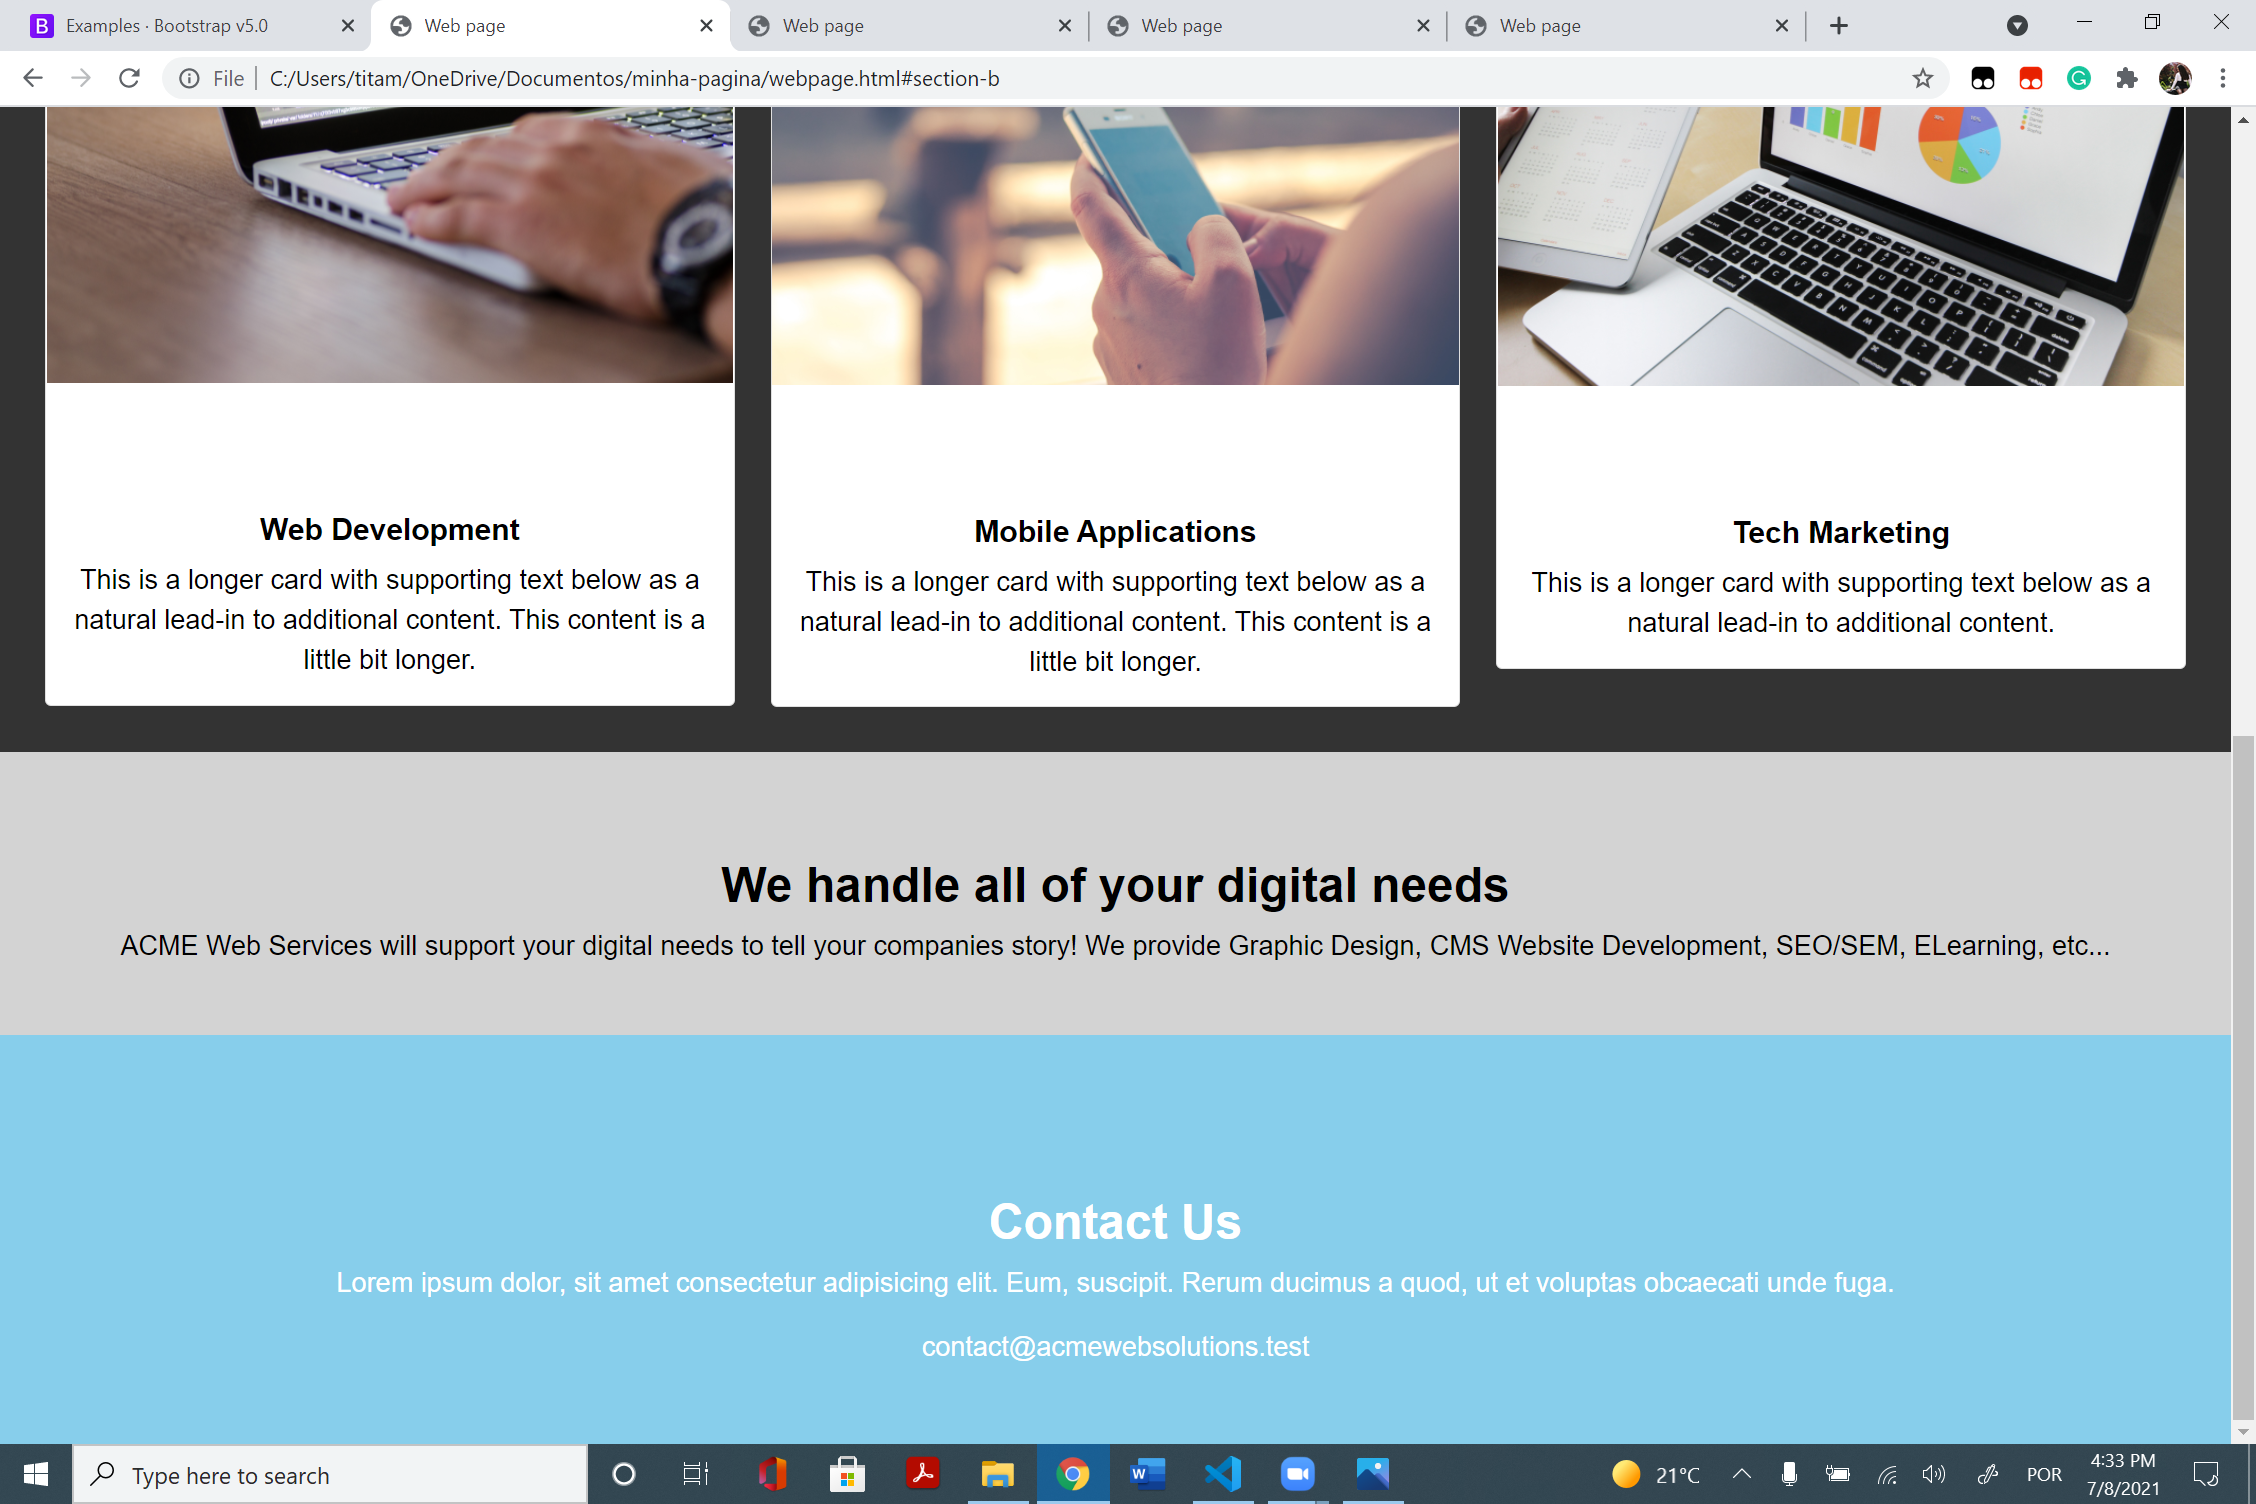 Examples · Bootstrap v5.0
Web page
Web page
Web page
Web page
File
C:/Users/titam/OneDrive/Documentos/minha-pagina/webpage.html#section-b
Web Development
This is a longer card with supporting text below as a
natural lead-in to additional content. This content is a
little bit longer.
Mobile Applications
This is a longer card with supporting text below as a
natural lead-in to additional content. This content is a
little bit longer.
Tech Marketing
This is a longer card with supporting text below as a
natural lead-in to additional content.
We handle all of your digital needs
ACME Web Services will support your digital needs to tell your companies story! We provide Graphic Design, CMS Website Development, SEO/SEM, ELearning, etc...
Contact Us
Lorem ipsum dolor, sit amet consectetur adipisicing elit. Eum, suscipit. Rerum ducimus a quod, ut et voluptas obcaecati unde fuga.
contact@acmewebsolutions.test
Type here to search
21°C
POR
4:33 PM
7/8/2021